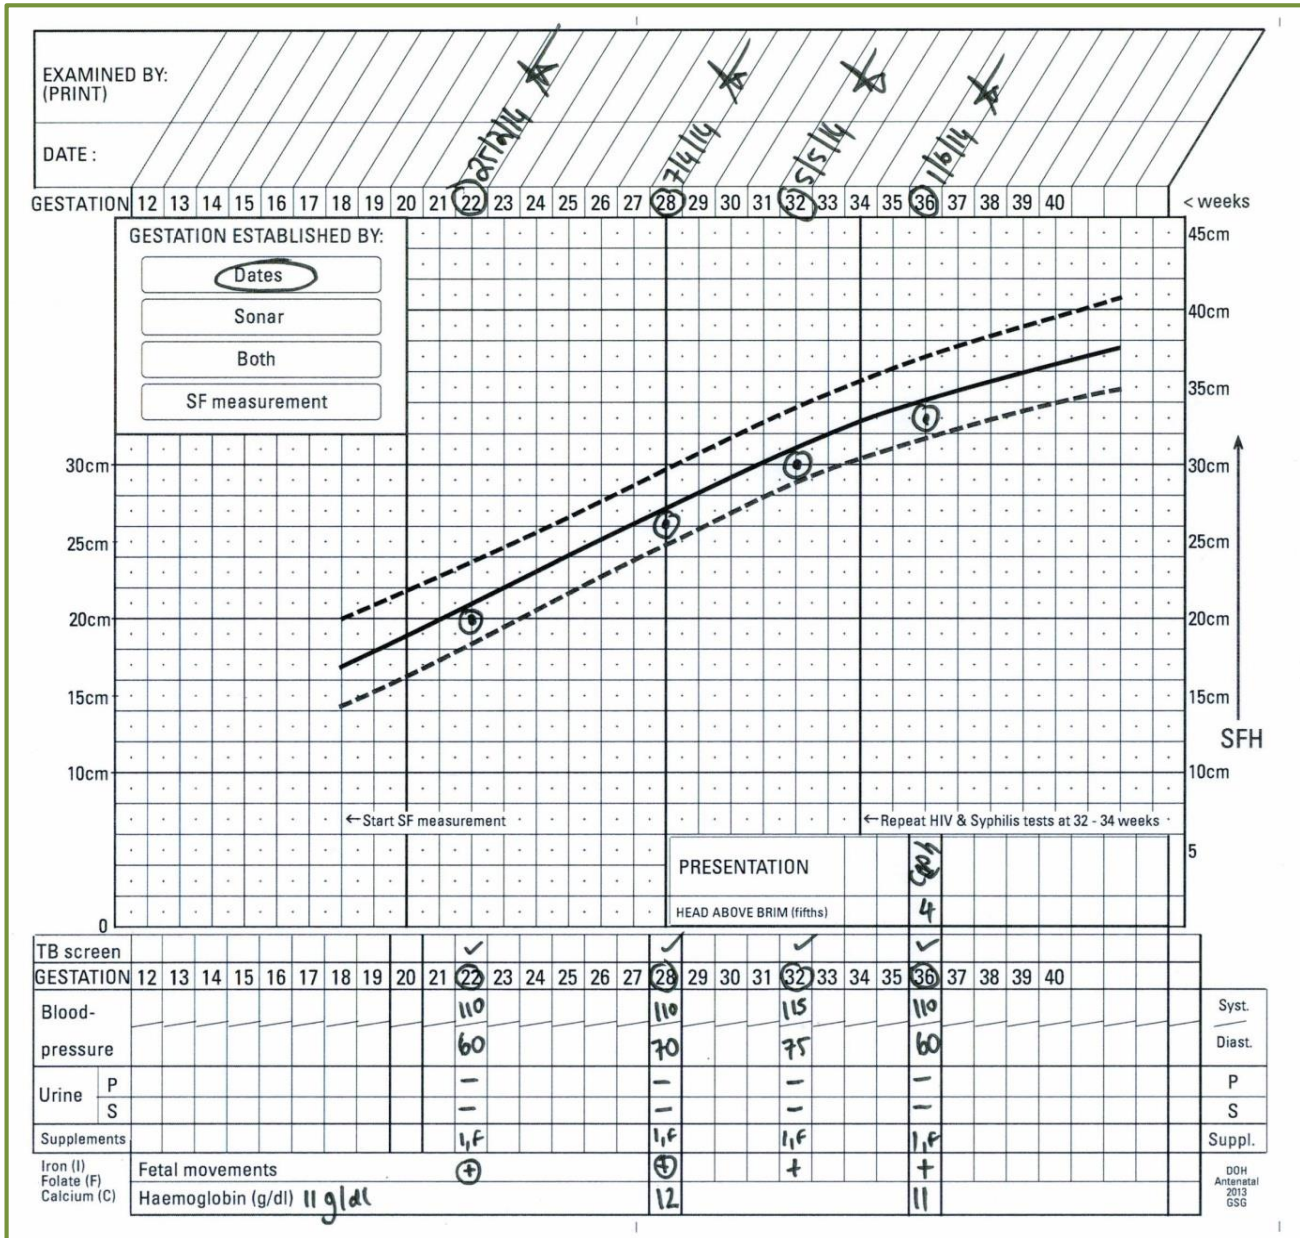 EXAMINED BY:
(PRINT)
DATE :
25/2/14
7/4/14
5/5/14
1/6/14
GESTATION 12 13 14 15 16 17 18 19 20 21 22 23 24 25 26 27 28 29 30 31 32 33 34 35 36 37 38 39 40 < weeks
GESTATION ESTABLISHED BY:
Dates
Sonar
Both
SF measurement
45cm
40cm
35cm
30cm 30cm
25cm 25cm
20cm 20cm
15cm 15cm
SFH
10cm 10cm
←Start SF measurement ←Repeat HIV & Syphilis tests at 32 - 34 weeks
5
PRESENTATION
HEAD ABOVE BRIM (fifths) 4
0
TB screen ✓ ✓ ✓ ✓
GESTATION 12 13 14 15 16 17 18 19 20 21 22 23 24 25 26 27 28 29 30 31 32 33 34 35 36 37 38 39 40
Blood- 110 110 115 110 Syst.
pressure 60 70 75 60 Diast.
Urine P – – – – P
S – – – – S
Supplements I,F I,F I,F I,F Suppl.
Iron (I)
Folate (F)
Calcium (C)
Fetal movements + + + +
Haemoglobin (g/dl) 11 g/dl 12 11
DOH
Antenatal
2013
GSG